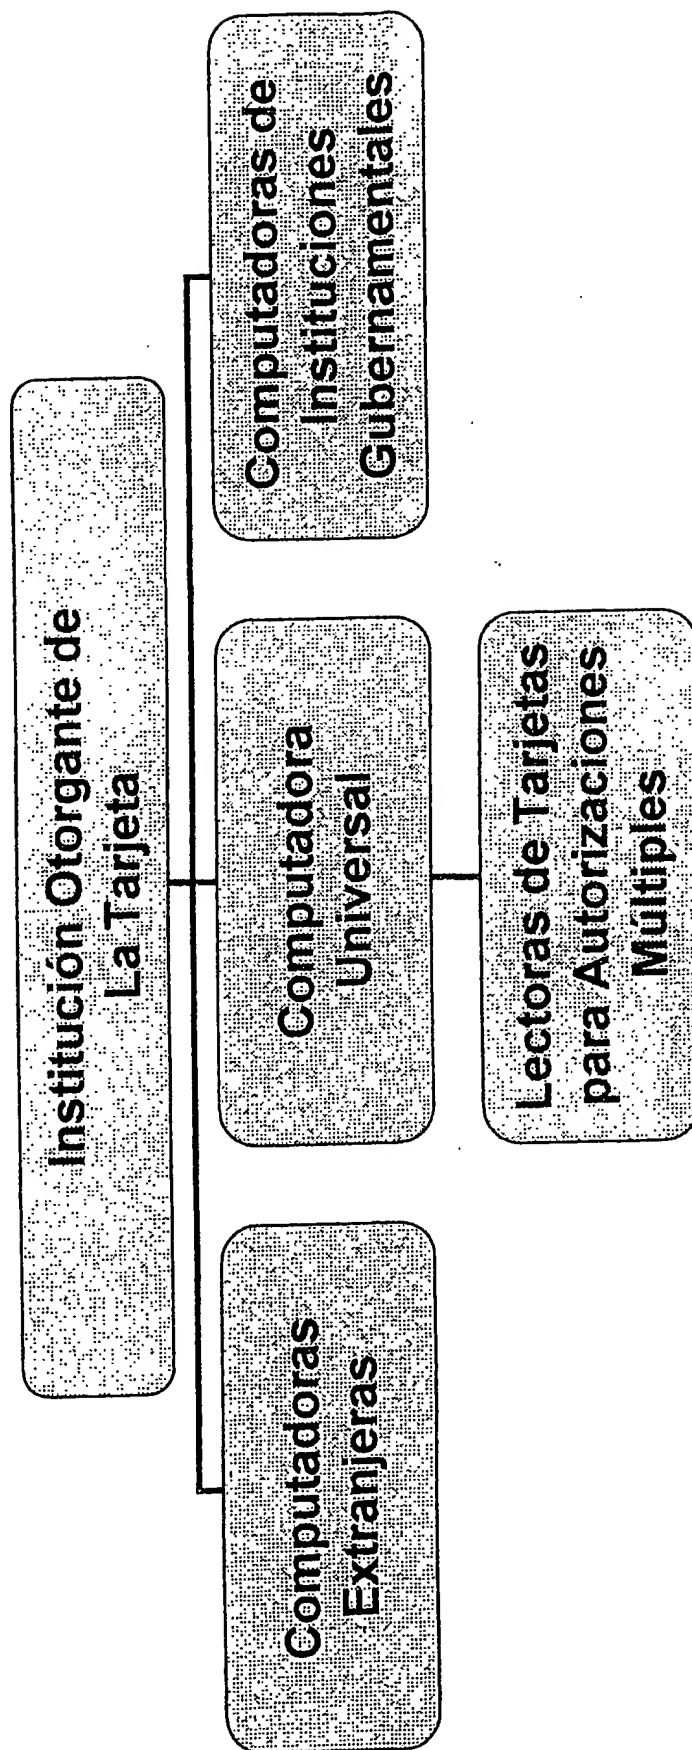 Institución Otorgante de
La Tarjeta
Computadoras
Extranjeras
Computadora
Universal
Computadoras de
Instituciones
Gubernamentales
Lectoras de Tarjetas
para Autorizaciones
Múltiples